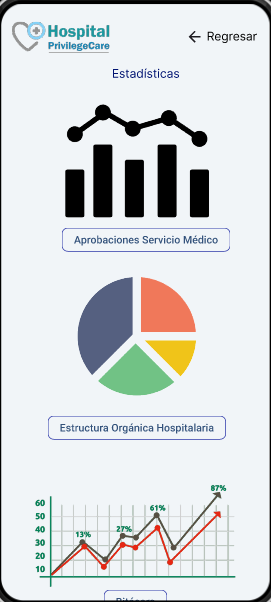 Hospital
PrivilegeCare
Regresar
Estadísticas
Aprobaciones Servicio Médico
Estructura Orgánica Hospitalaria
87%
60
61%
50
40
13%
27%
30
20
10